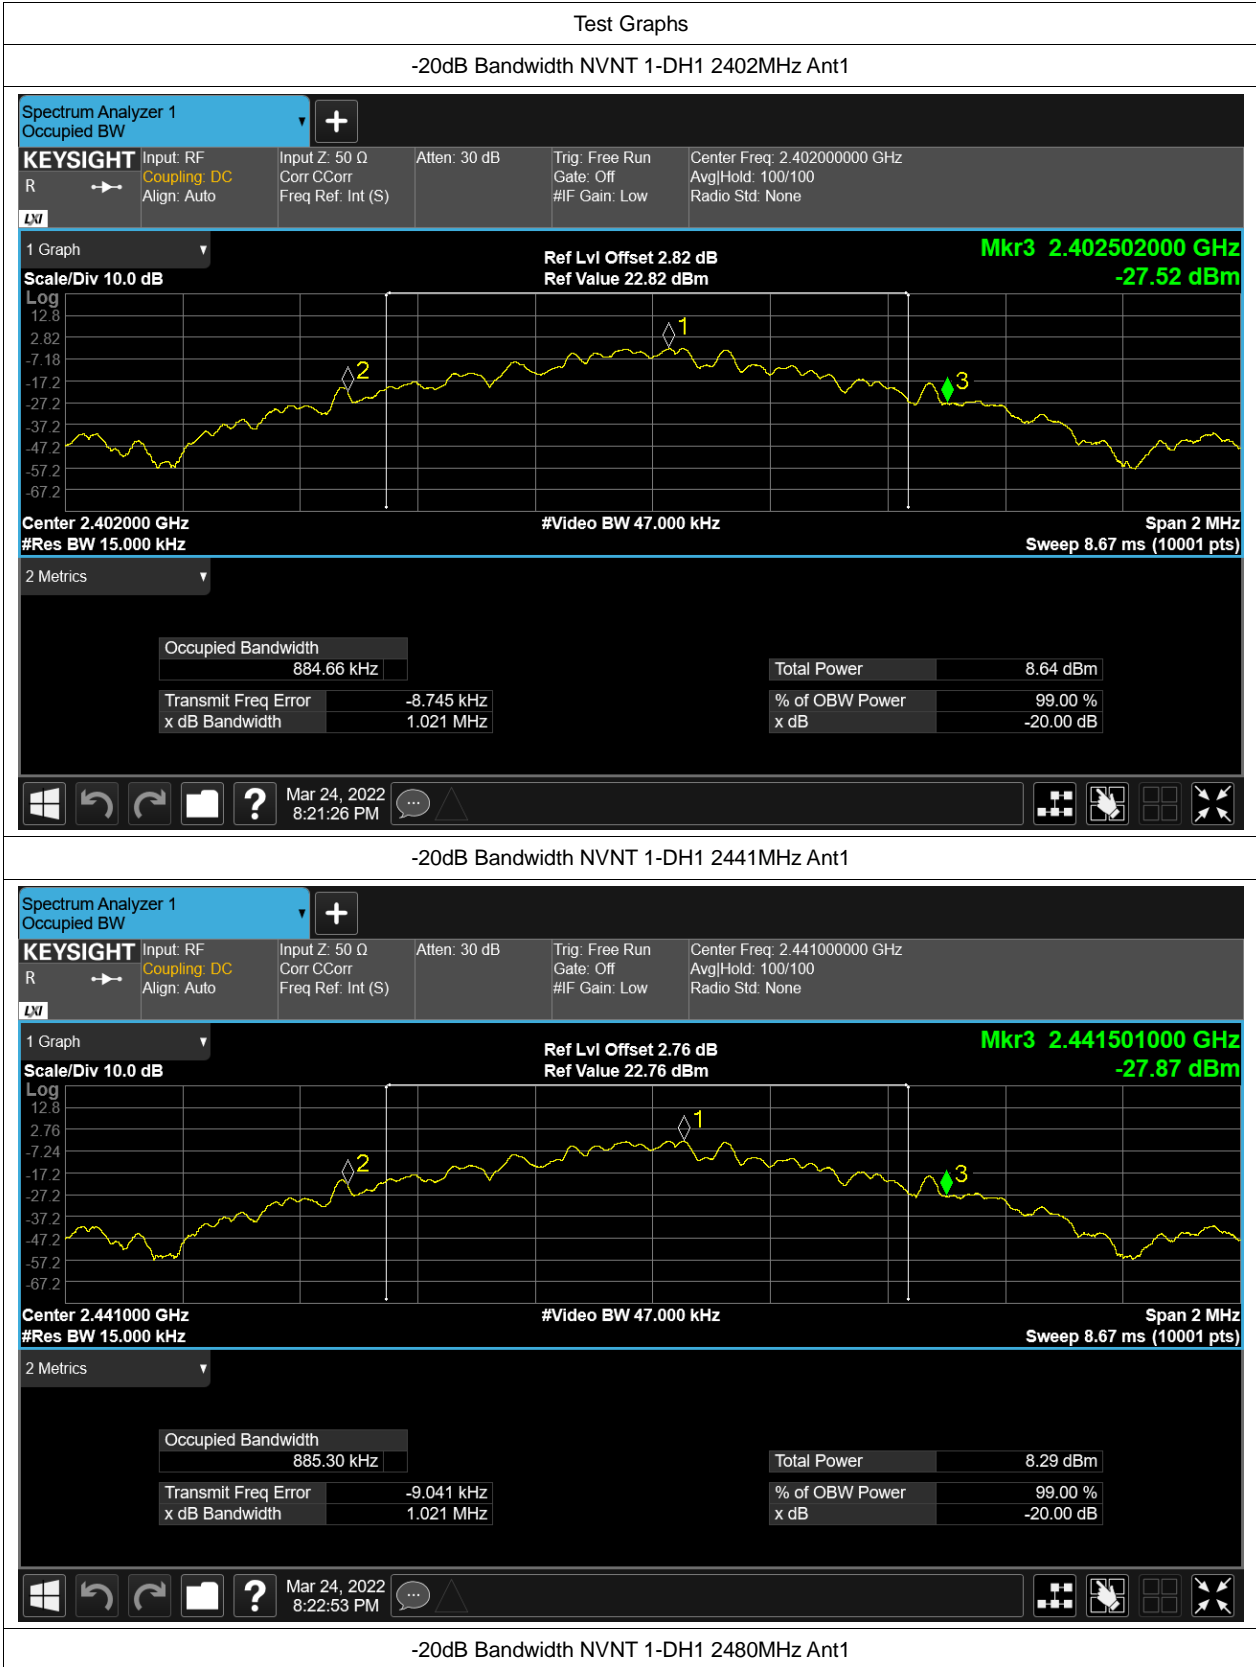 Test Graphs
-20dB Bandwidth NVNT 1-DH1 2402MHz Ant1
Spectrum Analyzer 1
Occupied BW
KEYSIGHT
R
LXI
Input: RF
Coupling: DC
Align: Auto
Input Z: 50 Ω
Corr CCorr
Freq Ref: Int (S)
Atten: 30 dB
Trig: Free Run
Gate: Off
#IF Gain: Low
Center Freq: 2.402000000 GHz
Avg|Hold: 100/100
Radio Std: None
1 Graph
Scale/Div 10.0 dB
Ref Lvl Offset 2.82 dB
Ref Value 22.82 dBm
Mkr3 2.402502000 GHz
-27.52 dBm
Log
12.8
2.82
-7.18
-17.2
-27.2
-37.2
-47.2
-57.2
-67.2
1
2
3
Center 2.402000 GHz
#Video BW 47.000 kHz
Span 2 MHz
#Res BW 15.000 kHz
Sweep 8.67 ms (10001 pts)
2 Metrics
Occupied Bandwidth
884.66 kHz
Total Power 8.64 dBm
Transmit Freq Error -8.745 kHz
% of OBW Power 99.00 %
x dB Bandwidth 1.021 MHz
x dB -20.00 dB
?
Mar 24, 2022
8:21:26 PM
-20dB Bandwidth NVNT 1-DH1 2441MHz Ant1
Spectrum Analyzer 1
Occupied BW
KEYSIGHT
R
LXI
Input: RF
Coupling: DC
Align: Auto
Input Z: 50 Ω
Corr CCorr
Freq Ref: Int (S)
Atten: 30 dB
Trig: Free Run
Gate: Off
#IF Gain: Low
Center Freq: 2.441000000 GHz
Avg|Hold: 100/100
Radio Std: None
1 Graph
Scale/Div 10.0 dB
Ref Lvl Offset 2.76 dB
Ref Value 22.76 dBm
Mkr3 2.441501000 GHz
-27.87 dBm
Log
12.8
2.76
-7.24
-17.2
-27.2
-37.2
-47.2
-57.2
-67.2
1
2
3
Center 2.441000 GHz
#Video BW 47.000 kHz
Span 2 MHz
#Res BW 15.000 kHz
Sweep 8.67 ms (10001 pts)
2 Metrics
Occupied Bandwidth
885.30 kHz
Total Power 8.29 dBm
Transmit Freq Error -9.041 kHz
% of OBW Power 99.00 %
x dB Bandwidth 1.021 MHz
x dB -20.00 dB
?
Mar 24, 2022
8:22:53 PM
-20dB Bandwidth NVNT 1-DH1 2480MHz Ant1